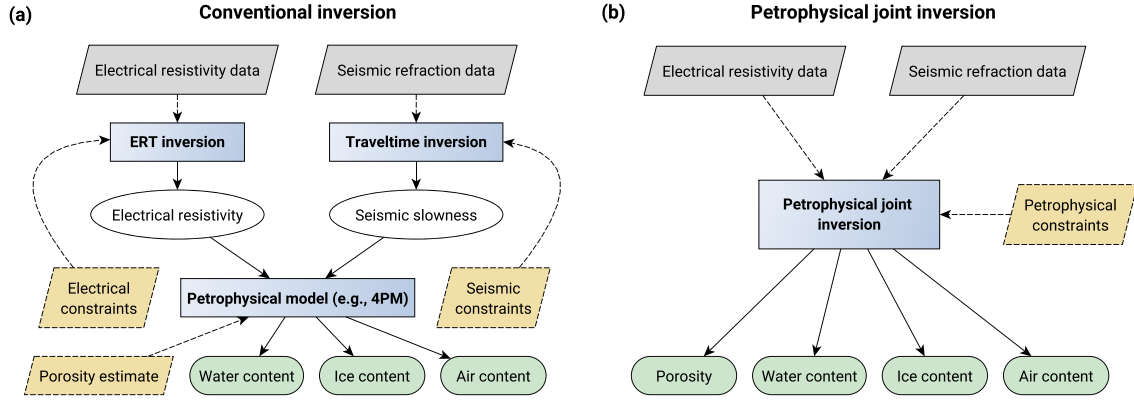 (a)
Conventional inversion
Electrical resistivity data
Seismic refraction data
ERT inversion
Traveltime inversion
Electrical resistivity
Seismic slowness
Electrical
constraints
Petrophysical model (e.g., 4PM)
Seismic
constraints
Porosity estimate
Water content
Ice content
Air content
(b)
Petrophysical joint inversion
Electrical resistivity data
Seismic refraction data
Petrophysical joint
inversion
Petrophysical
constraints
Porosity
Water content
Ice content
Air content